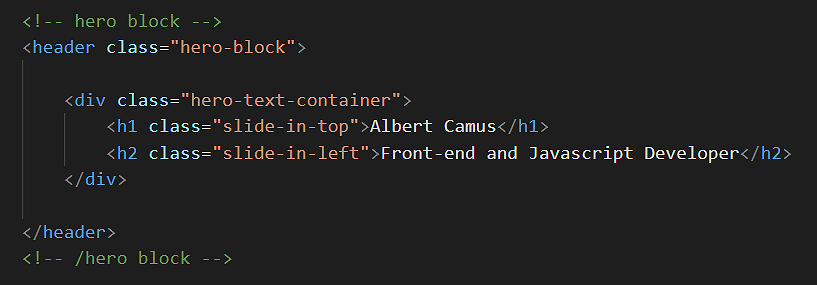 <!-- hero block -->
<header class="hero-block">
<div class="hero-text-container">
<h1 class="slide-in-top">Albert Camus</h1>
<h2 class="slide-in-left">Front-end and Javascript Developer</h2>
</div>
</header>
<!-- /hero block -->